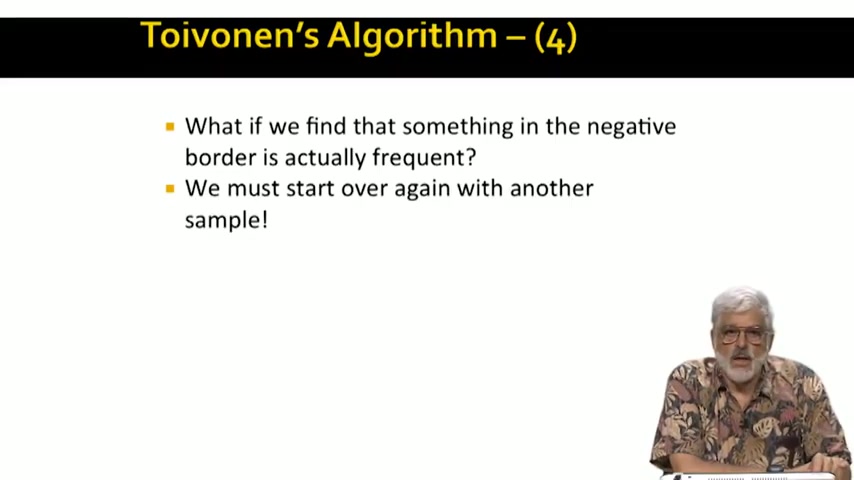 Toivonen's Algorithm – (4)
▪ What if we find that something in the negative
border is actually frequent?
▪ We must start over again with another
sample!